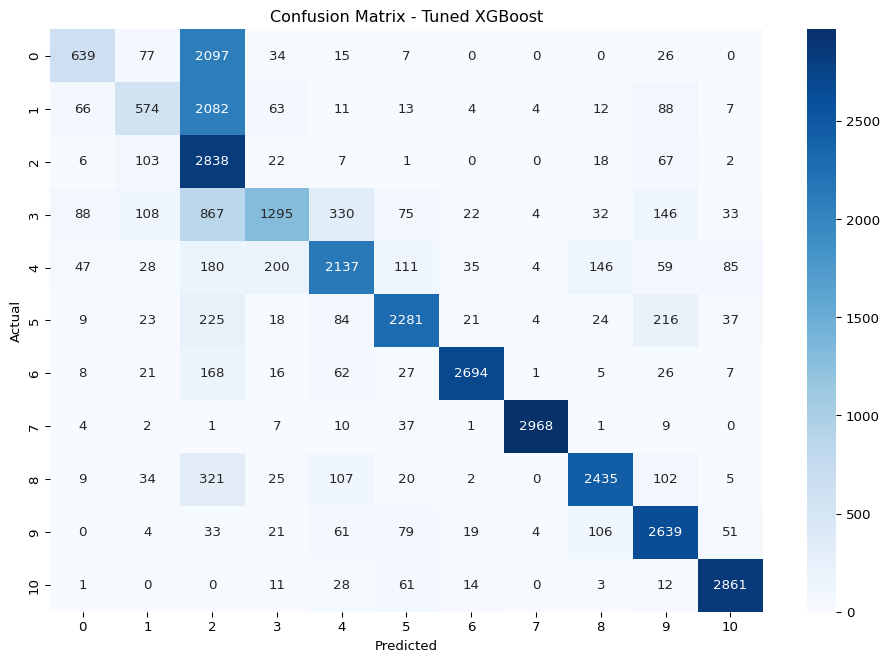 Confusion Matrix - Tuned XGBoost
0 639 77 2097 34 15 7 0 0 0 26 0
1 66 574 2082 63 11 13 4 4 12 88 7
2 6 103 2838 22 7 1 0 0 18 67 2
3 88 108 867 1295 330 75 22 4 32 146 33
4 47 28 180 200 2137 111 35 4 146 59 85
5 9 23 225 18 84 2281 21 4 24 216 37
6 8 21 168 16 62 27 2694 1 5 26 7
7 4 2 1 7 10 37 1 2968 1 9 0
8 9 34 321 25 107 20 2 0 2435 102 5
9 0 4 33 21 61 79 19 4 106 2639 51
10 1 0 0 11 28 61 14 0 3 12 2861
0 1 2 3 4 5 6 7 8 9 10
Predicted
Actual
2500
2000
1500
1000
500
0